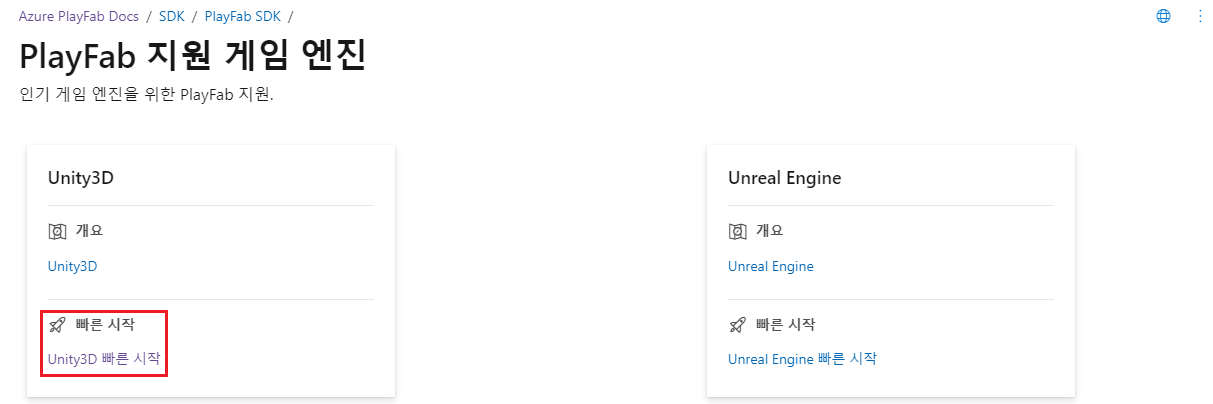 Azure PlayFab Docs / SDK / PlayFab SDK /
PlayFab 지원 게임 엔진
인기 게임 엔진을 위한 PlayFab 지원.
Unity3D
개요
Unity3D
빠른 시작
Unity3D 빠른 시작
Unreal Engine
개요
Unreal Engine
빠른 시작
Unreal Engine 빠른 시작